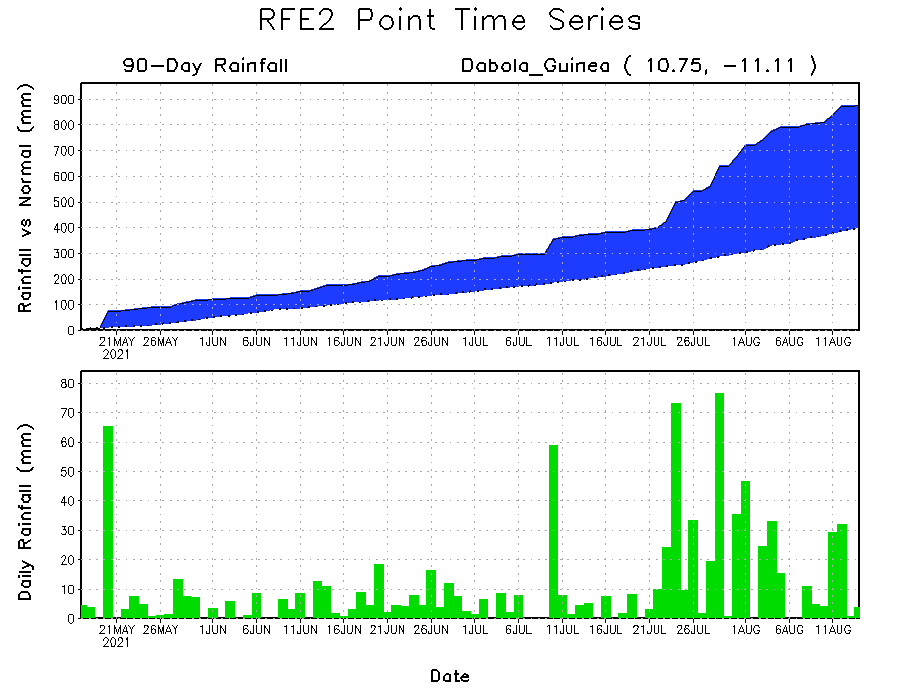 RFE2 Point Time Series
90-Day Rainfall
Dabola_Guinea ( 10.75, -11.11 )
Rainfall vs Normal (mm)
900
800
700
600
500
400
300
200
100
0
21MAY 26MAY 1JUN 6JUN 11JUN 16JUN 21JUN 26JUN 1JUL 6JUL 11JUL 16JUL 21JUL 26JUL 1AUG 6AUG 11AUG
2021
Daily Rainfall (mm)
80
70
60
50
40
30
20
10
0
21MAY 26MAY 1JUN 6JUN 11JUN 16JUN 21JUN 26JUN 1JUL 6JUL 11JUL 16JUL 21JUL 26JUL 1AUG 6AUG 11AUG
2021
Date